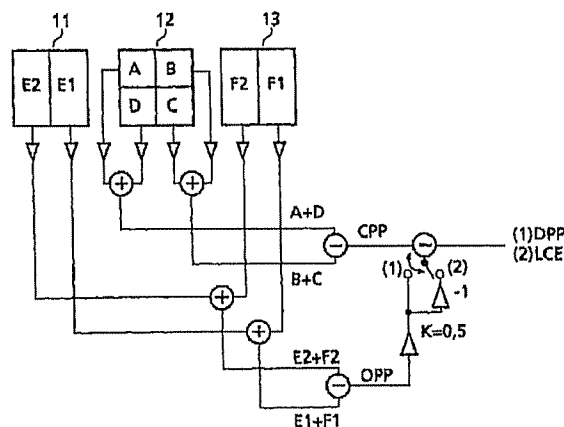 11 12 13
E2 E1 A B F2 F1
D C
A+D
CPP
(1)DPP
(2)LCE
B+C
(1) (2)
-1
K=0,5
E2+F2
OPP
E1+F1